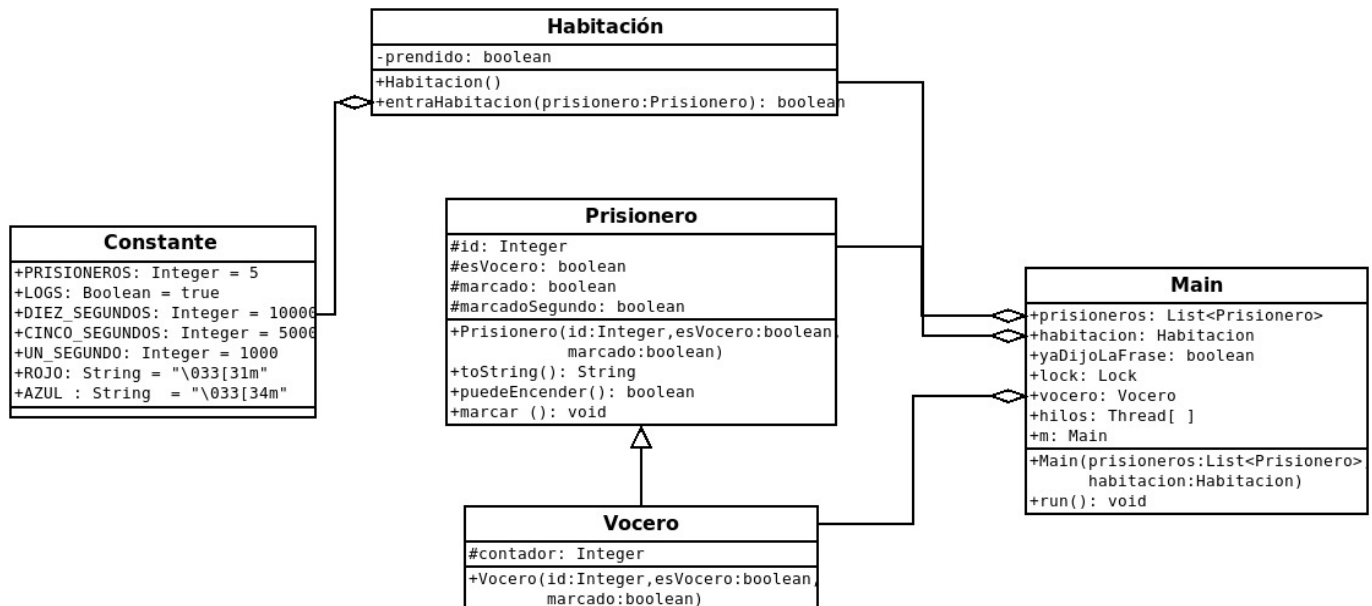 Habitación
-prendido: boolean
+Habitacion()
+entraHabitacion(prisionero:Prisionero): boolean
Constante
+PRISIONEROS: Integer = 5
+LOGS: Boolean = true
+DIEZ_SEGUNDOS: Integer = 10000
+CINCO_SEGUNDOS: Integer = 5000
+UN_SEGUNDO: Integer = 1000
+ROJO: String = "\033[31m"
+AZUL : String  = "\033[34m"
Prisionero
#id: Integer
#esVocero: boolean
#marcado: boolean
#marcadoSegundo: boolean
+Prisionero(id:Integer,esVocero:boolean,
marcado:boolean)
+toString(): String
+puedeEncender(): boolean
+marcar (): void
Vocero
#contador: Integer
+Vocero(id:Integer,esVocero:boolean,
marcado:boolean)
Main
+prisioneros: List<Prisionero>
+habitacion: Habitacion
+yaDijoLaFrase: boolean
+lock: Lock
+vocero: Vocero
+hilos: Thread[ ]
+m: Main
+Main(prisioneros:List<Prisionero>,
habitacion:Habitacion)
+run(): void